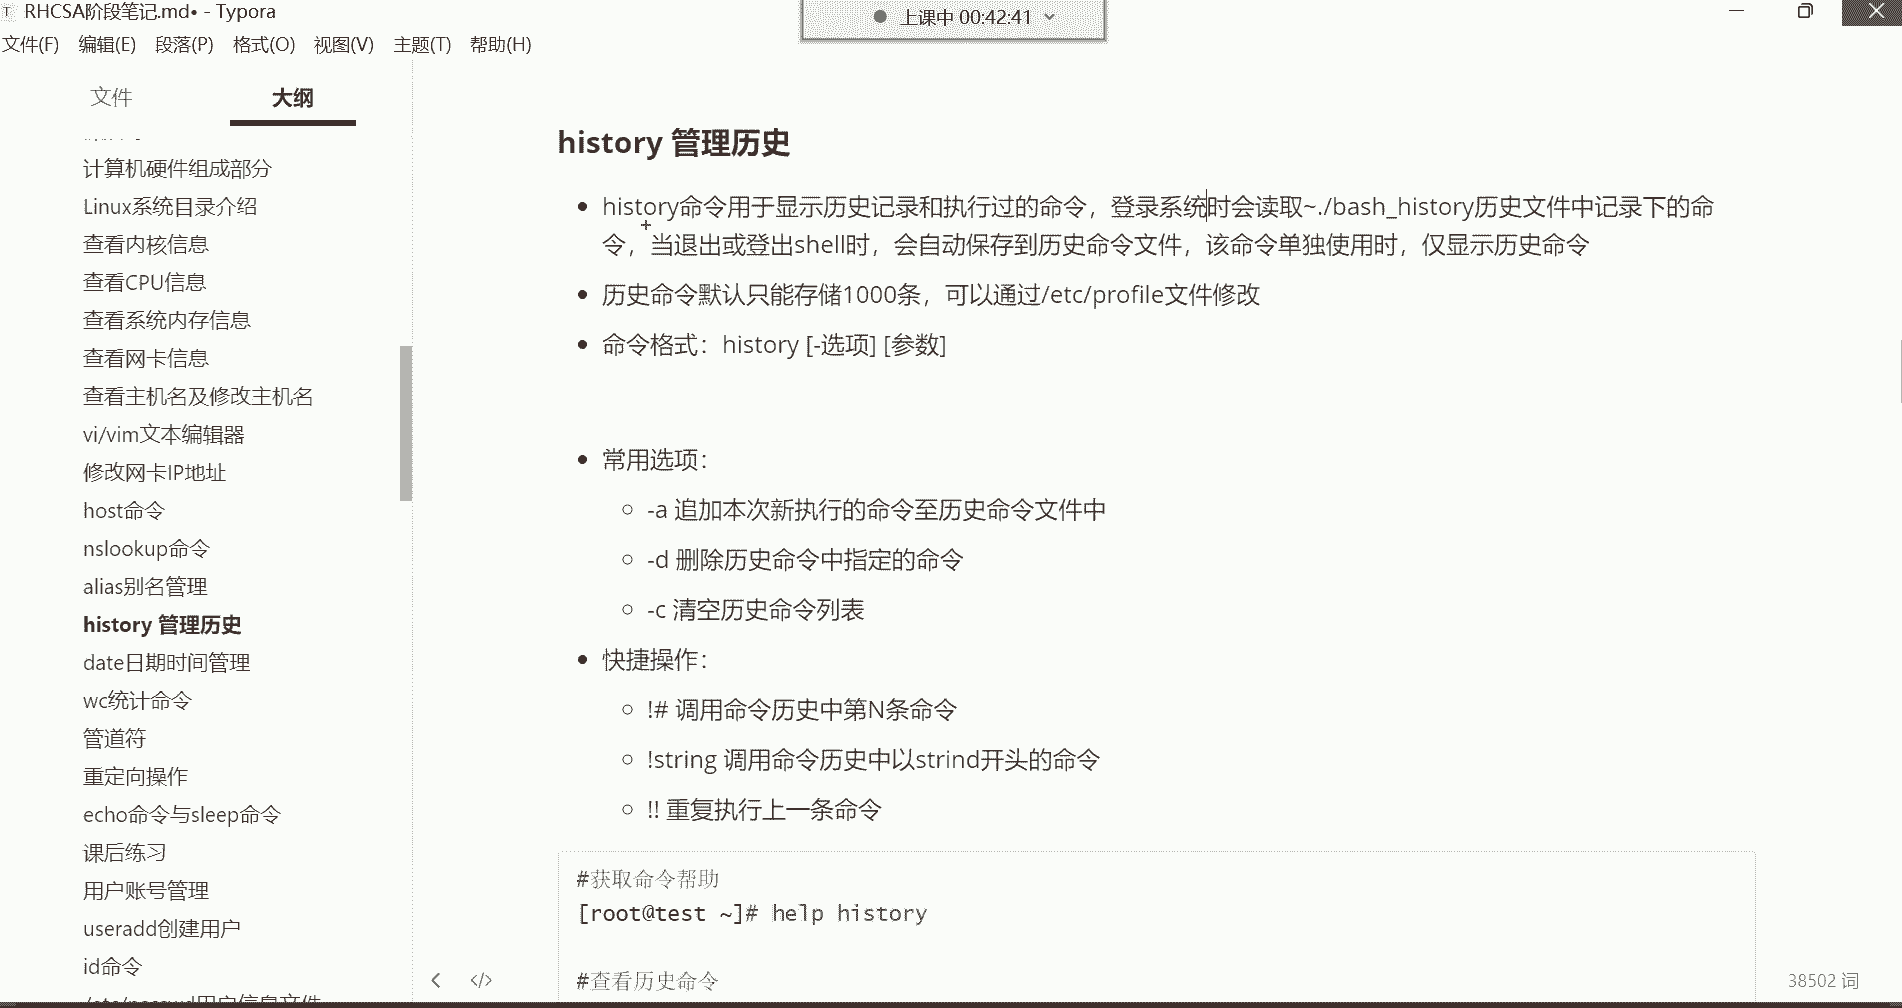 RHCSA阶段笔记.md• - Typora
上课中 00:42:41
文件(F) 编辑(E) 段落(P) 格式(O) 视图(V) 主题(T) 帮助(H)
文件 大纲
计算机硬件组成部分
Linux系统目录介绍
查看内核信息
查看CPU信息
查看系统内存信息
查看网卡信息
查看主机名及修改主机名
vi/vim文本编辑器
修改网卡IP地址
host命令
nslookup命令
alias别名管理
history 管理历史
date日期时间管理
wc统计命令
管道符
重定向操作
echo命令与sleep命令
课后练习
用户账号管理
useradd创建用户
id命令
/etc/passwd用户信息文件
history 管理历史
history命令用于显示历史记录和执行过的命令，登录系统时会读取~./bash_history历史文件中记录下的命
令，当退出或登出shell时，会自动保存到历史命令文件，该命令单独使用时，仅显示历史命令
历史命令默认只能存储1000条，可以通过/etc/profile文件修改
命令格式：history [-选项] [参数]
常用选项：
-a 追加本次新执行的命令至历史命令文件中
-d 删除历史命令中指定的命令
-c 清空历史命令列表
快捷操作：
!# 调用命令历史中第N条命令
!string 调用命令历史中以strind开头的命令
!! 重复执行上一条命令
#获取命令帮助
[root@test ~]# help history
#查看历史命令
38502 词